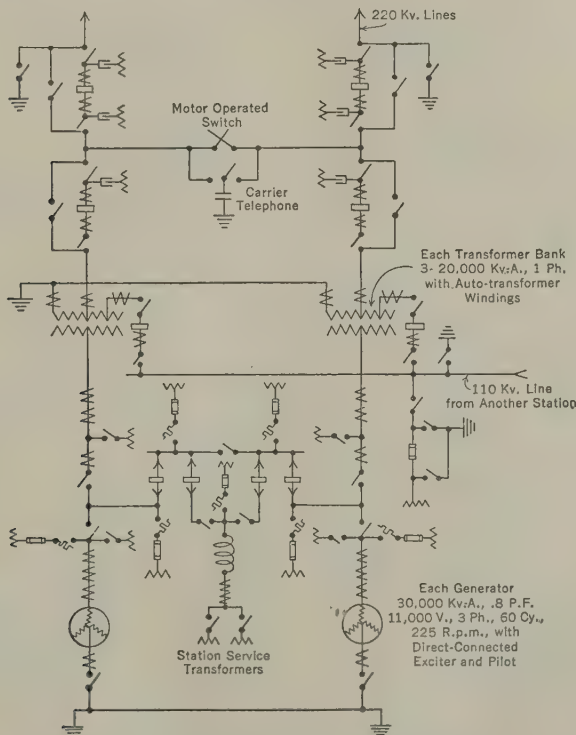 220 Kv. Lines
Motor Operated
Switch
Carrier
Telephone
Each Transformer Bank
3- 20,000 Kv.A., 1 Ph.
with Auto-transformer
Windings
110 Kv. Line
from Another Station
Each Generator
30,000 Kv.A., .8 P.F.
11,000 V., 3 Ph., 60 Cy.,
225 R.p.m., with
Direct-Connected
Exciter and Pilot
Station Service
Transformers